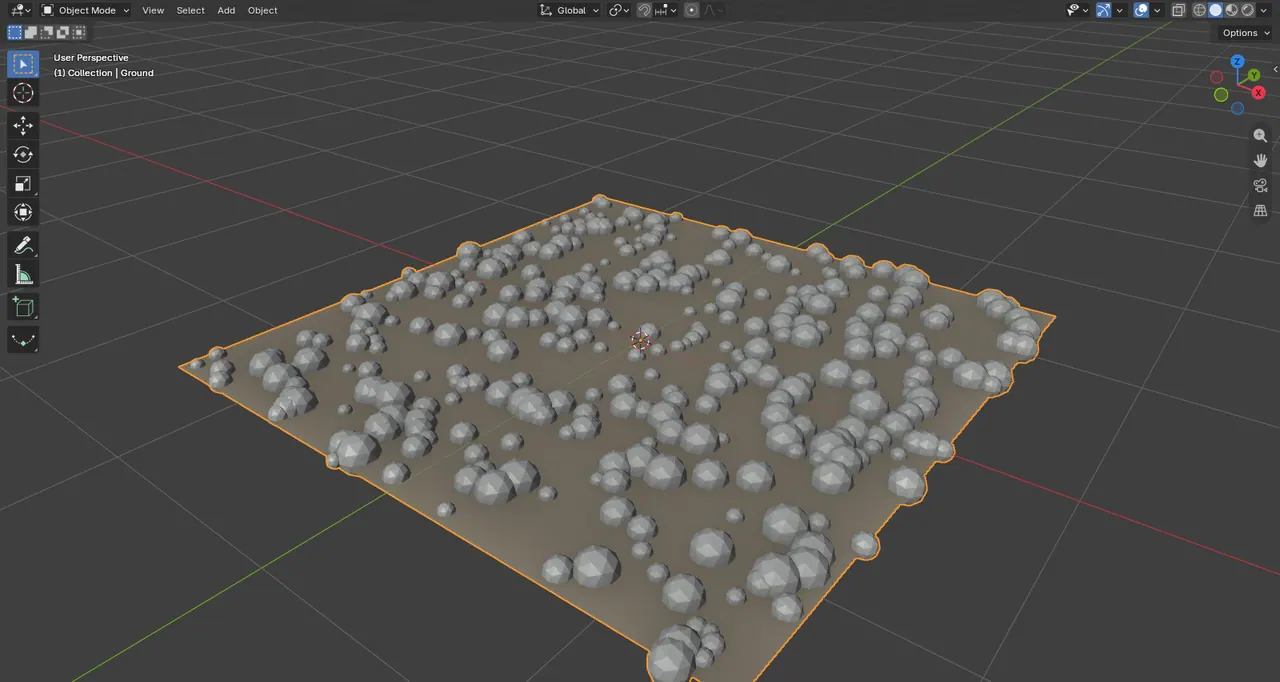 Object Mode View Select Add Object Global
Options
User Perspective
(1) Collection | Ground
Z
Y
X